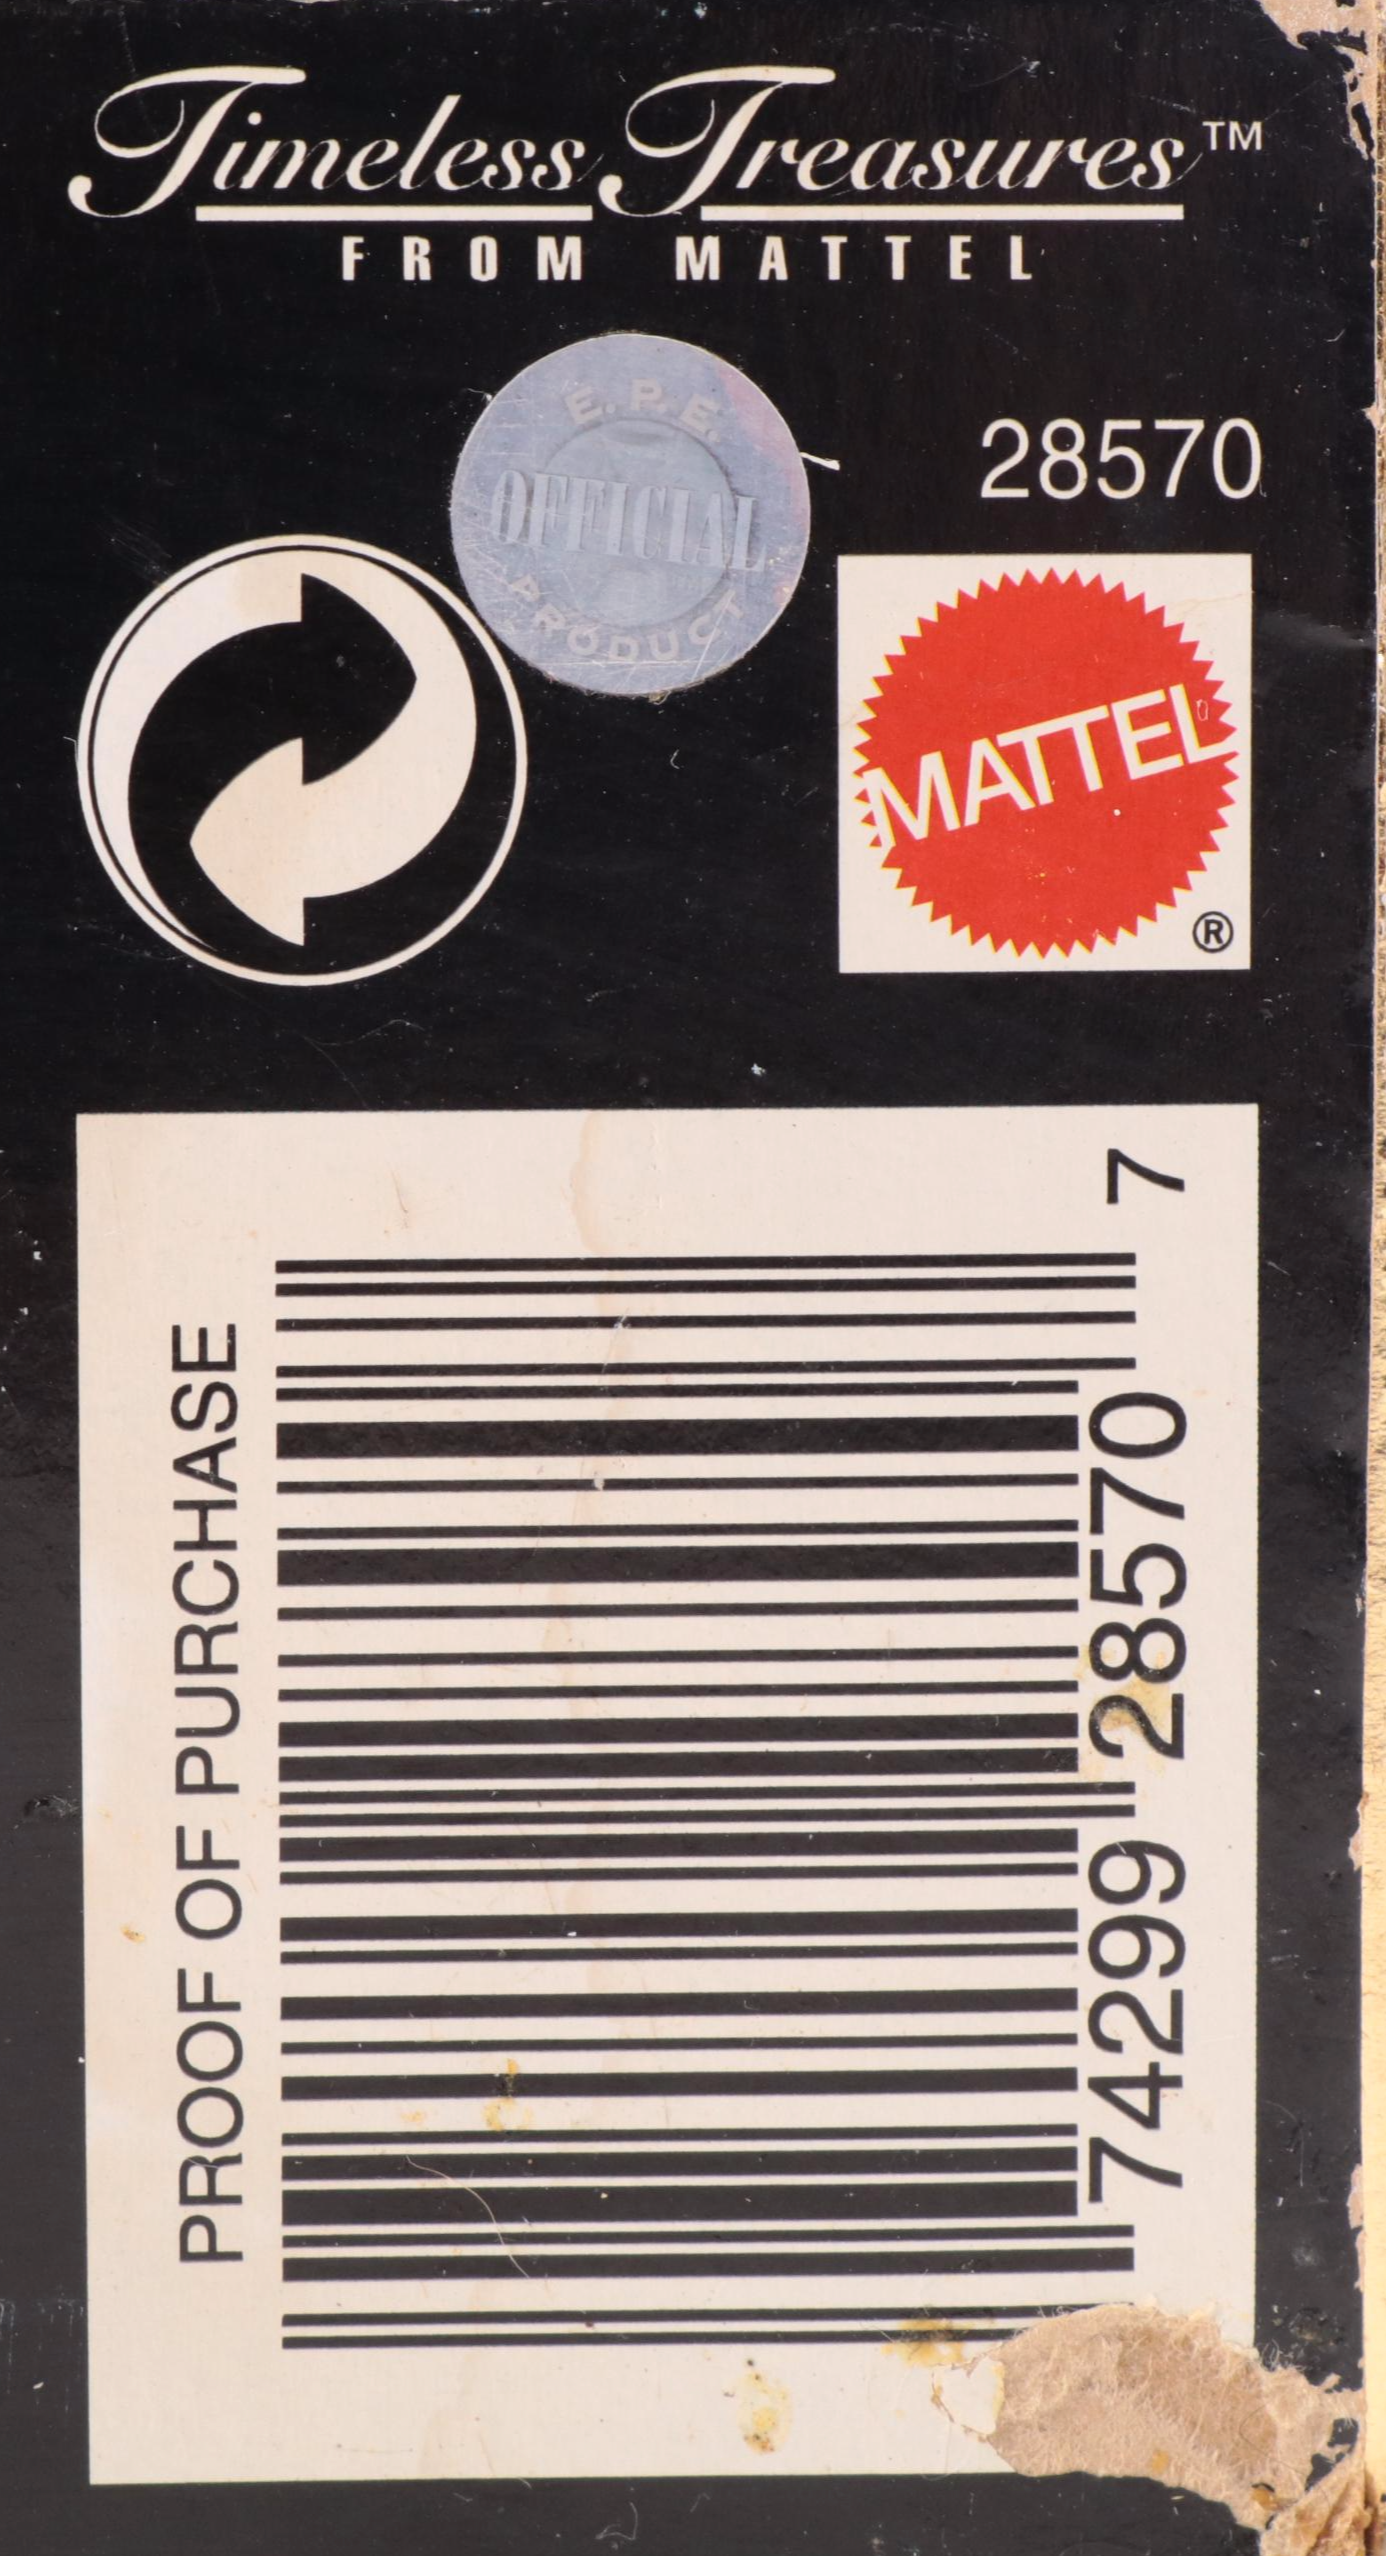 Timeless Treasures™
FROM MATTEL
E.P.E.
OFFICIAL
PRODUCT
28570
MATTEL
®
PROOF OF PURCHASE
74299 28570 7